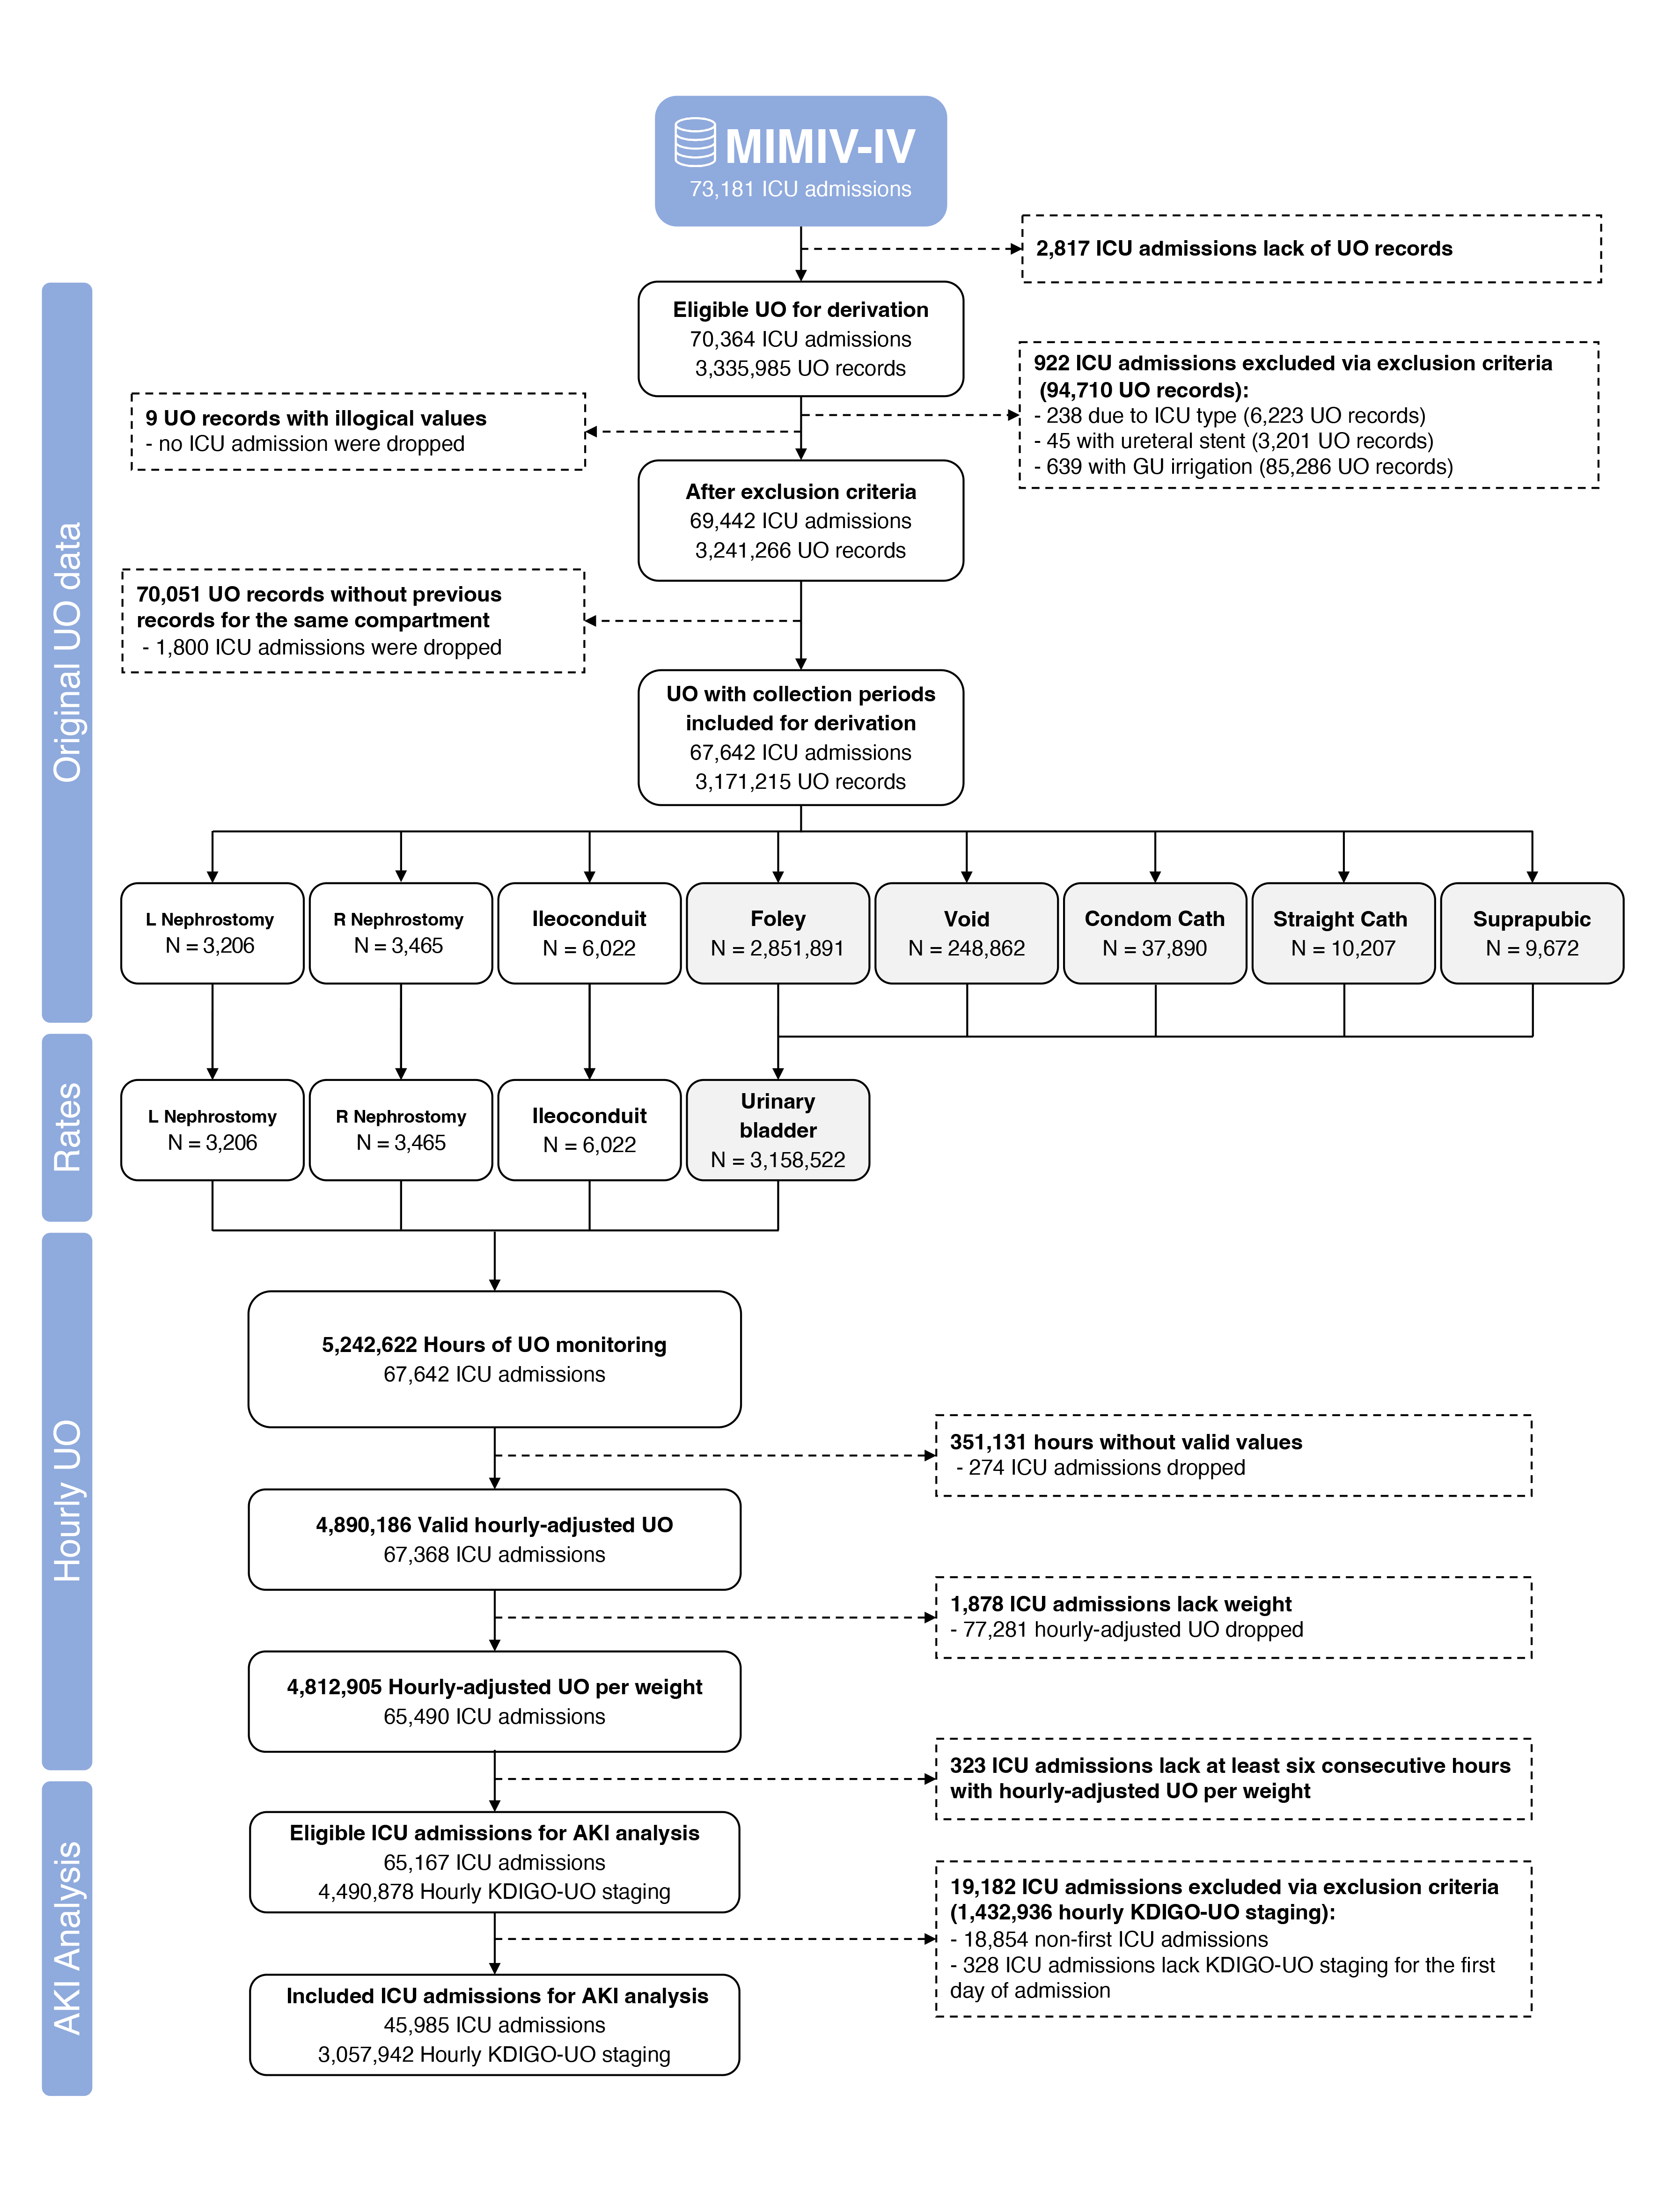 MIMIV-IV
73,181 ICU admissions
2,817 ICU admissions lack of UO records
Original UO data
Eligible UO for derivation
70,364 ICU admissions
3,335,985 UO records
922 ICU admissions excluded via exclusion criteria
(94,710 UO records):
- 238 due to ICU type (6,223 UO records)
- 45 with ureteral stent (3,201 UO records)
- 639 with GU irrigation (85,286 UO records)
9 UO records with illogical values
- no ICU admission were dropped
After exclusion criteria
69,442 ICU admissions
3,241,266 UO records
70,051 UO records without previous
records for the same compartment
- 1,800 ICU admissions were dropped
UO with collection periods
included for derivation
67,642 ICU admissions
3,171,215 UO records
L Nephrostomy
N = 3,206
R Nephrostomy
N = 3,465
Ileoconduit
N = 6,022
Foley
N = 2,851,891
Void
N = 248,862
Condom Cath
N = 37,890
Straight Cath
N = 10,207
Suprapubic
N = 9,672
Rates
L Nephrostomy
N = 3,206
R Nephrostomy
N = 3,465
Ileoconduit
N = 6,022
Urinary
bladder
N = 3,158,522
Hourly UO
5,242,622 Hours of UO monitoring
67,642 ICU admissions
351,131 hours without valid values
- 274 ICU admissions dropped
4,890,186 Valid hourly-adjusted UO
67,368 ICU admissions
1,878 ICU admissions lack weight
- 77,281 hourly-adjusted UO dropped
4,812,905 Hourly-adjusted UO per weight
65,490 ICU admissions
323 ICU admissions lack at least six consecutive hours
with hourly-adjusted UO per weight
AKI Analysis
Eligible ICU admissions for AKI analysis
65,167 ICU admissions
4,490,878 Hourly KDIGO-UO staging
19,182 ICU admissions excluded via exclusion criteria
(1,432,936 hourly KDIGO-UO staging):
- 18,854 non-first ICU admissions
- 328 ICU admissions lack KDIGO-UO staging for the first
day of admission
Included ICU admissions for AKI analysis
45,985 ICU admissions
3,057,942 Hourly KDIGO-UO staging